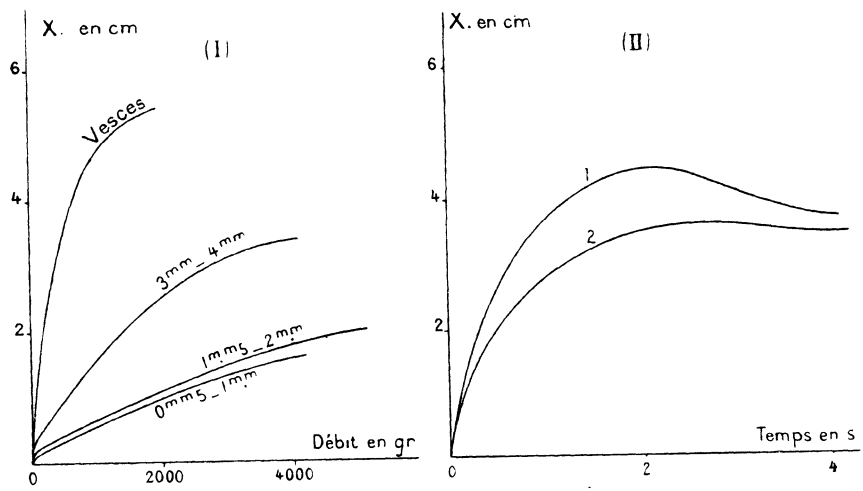 X. en cm
(I)
6
Vesces
4
3mm_4mm
2
1mm5_2mm
0mm5_1mm
Débit en gr
0
2000
4000
X. en cm
(II)
6
1
4
2
2
Temps en s
0
2
4